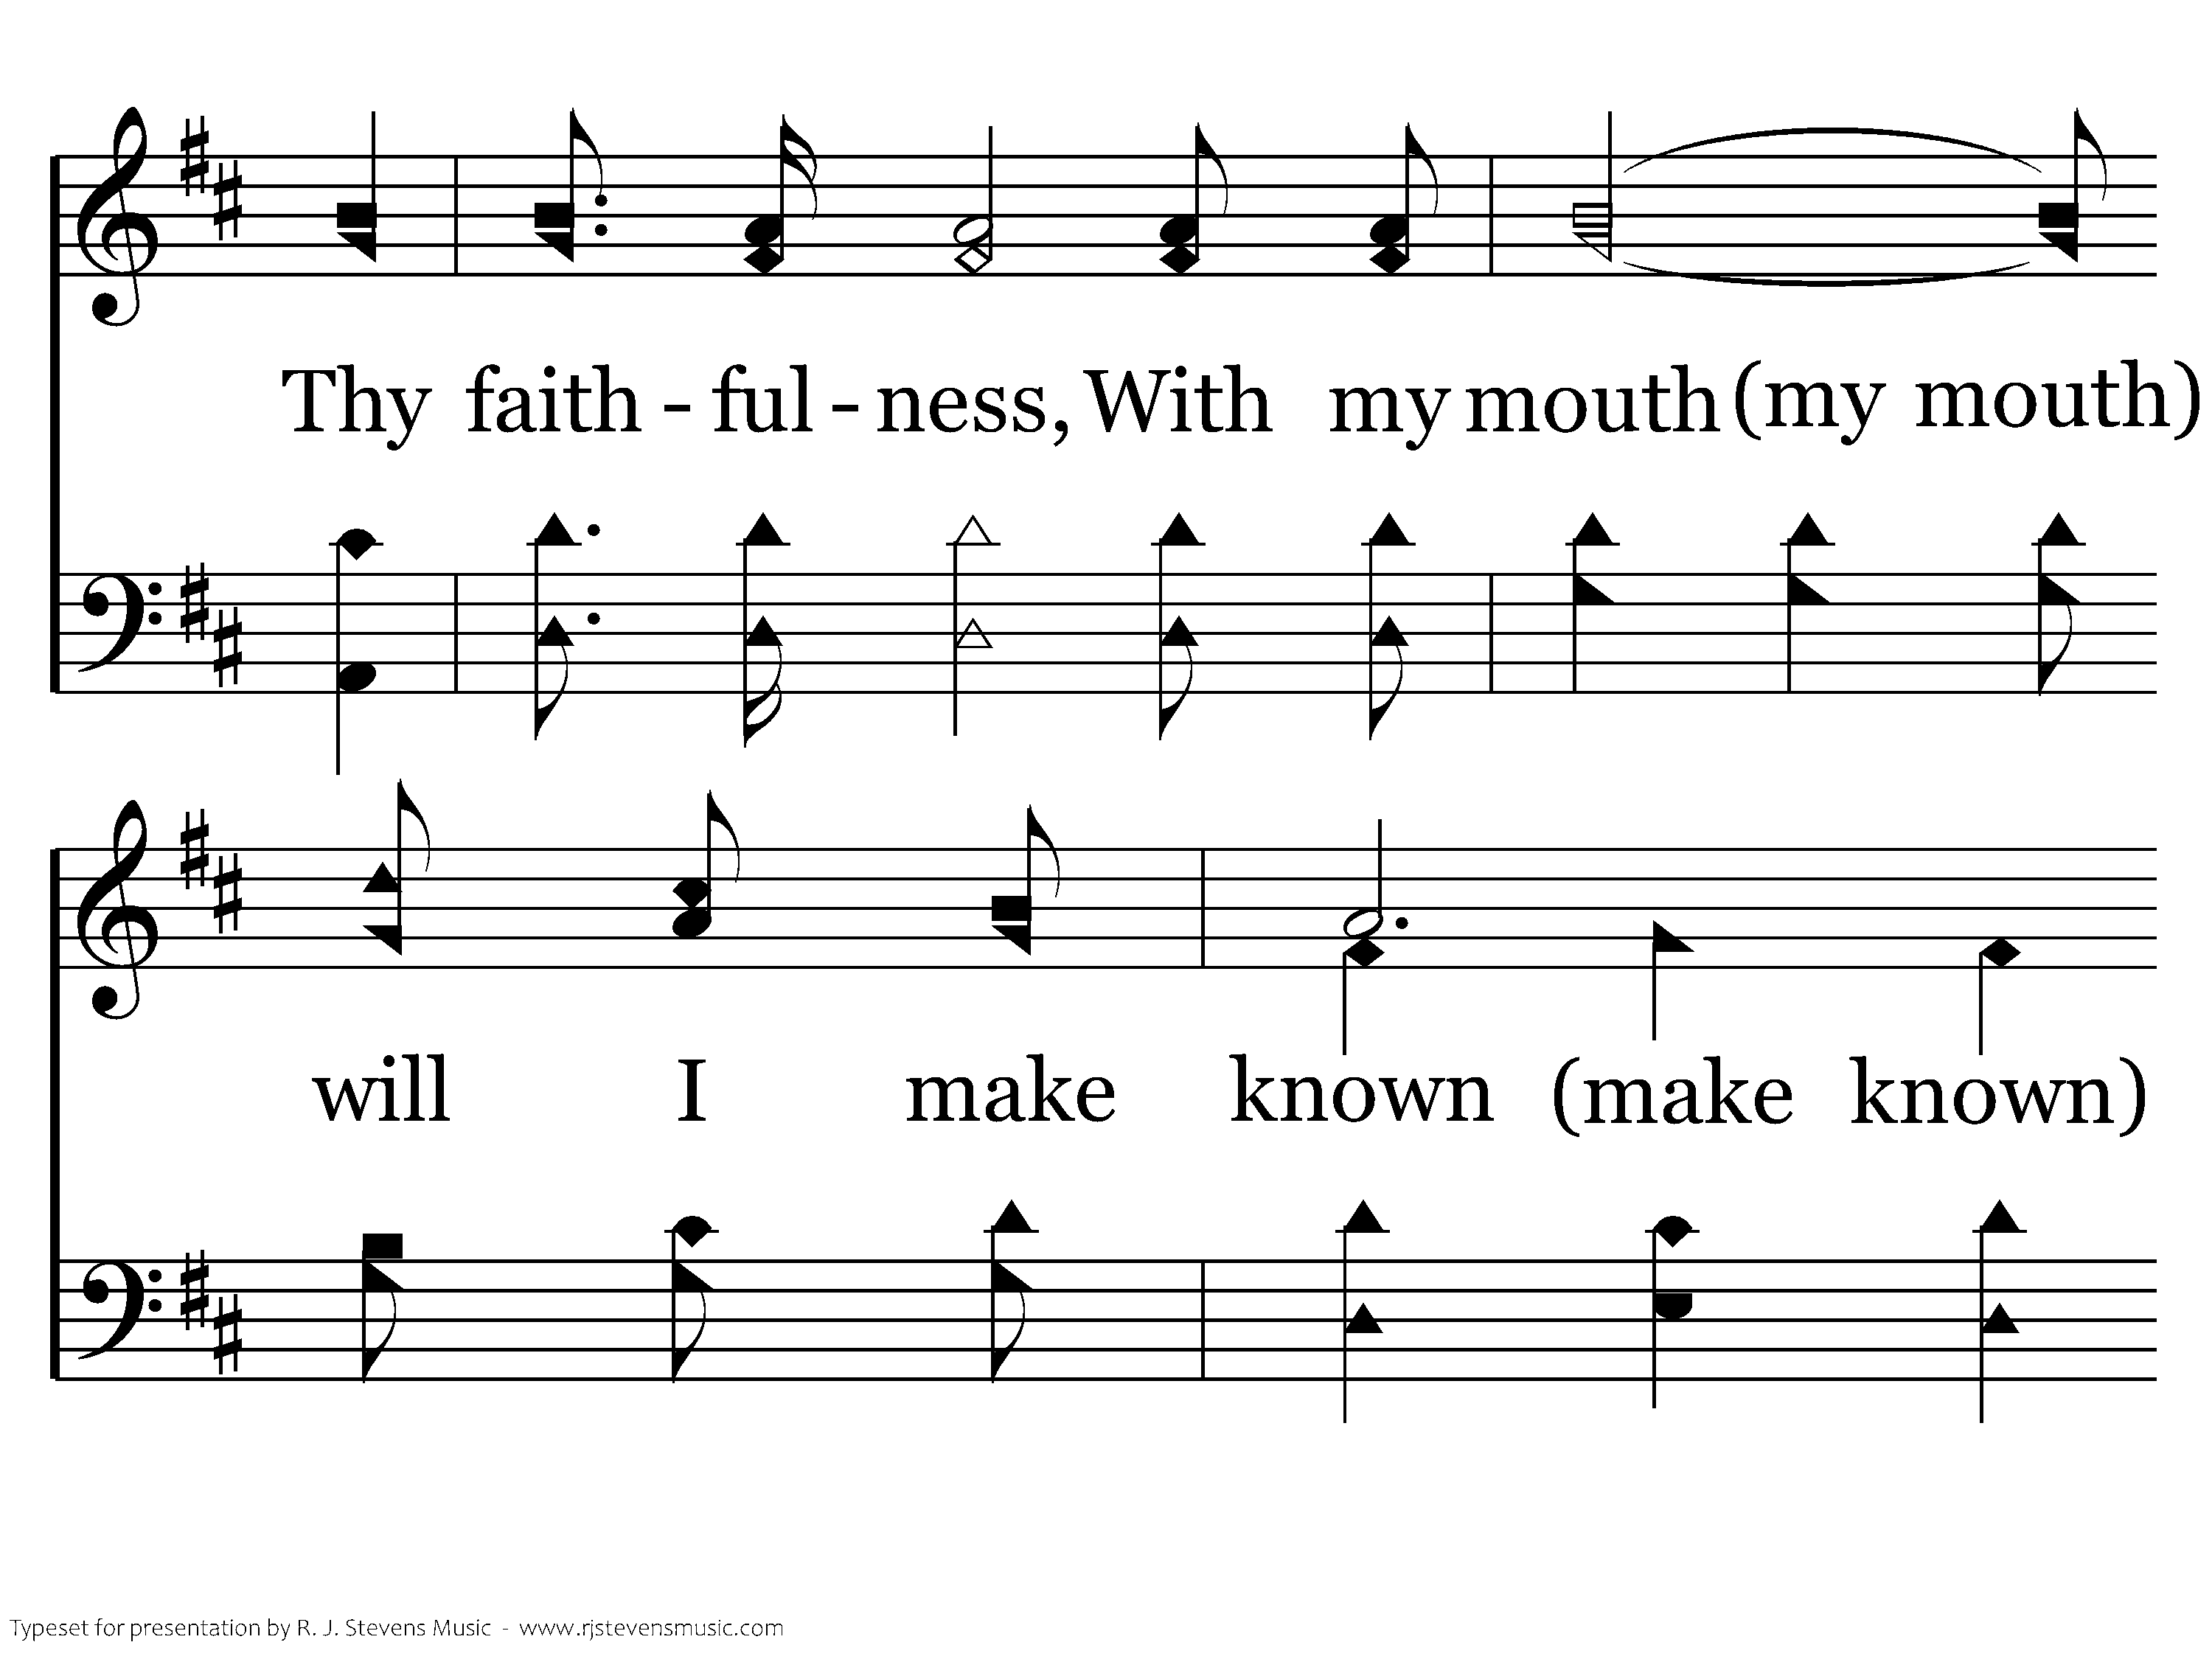 Thy faith - ful - ness, With my mouth (my mouth)
will I make known (make known)
Typeset for presentation by R. J. Stevens Music - www.rjstevensmusic.com